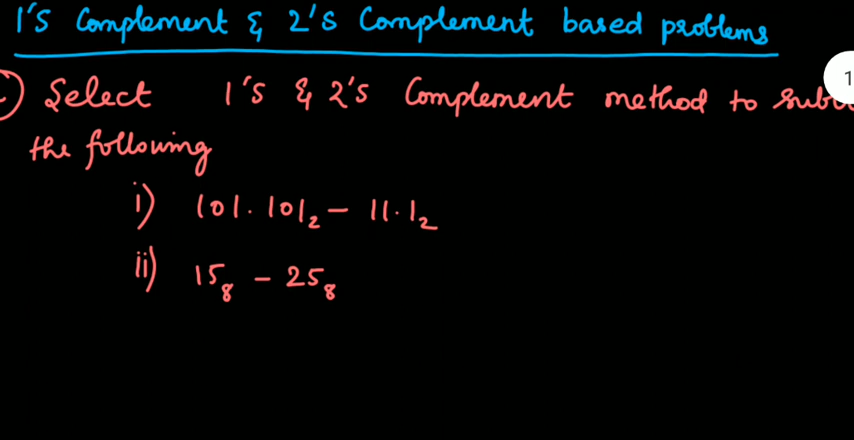 1's Complement & 2's Complement based problems
Select 1's & 2's Complement method to
the following
i) 101.101₂ - 11.1₂
ii) 15₈ - 25₈
1